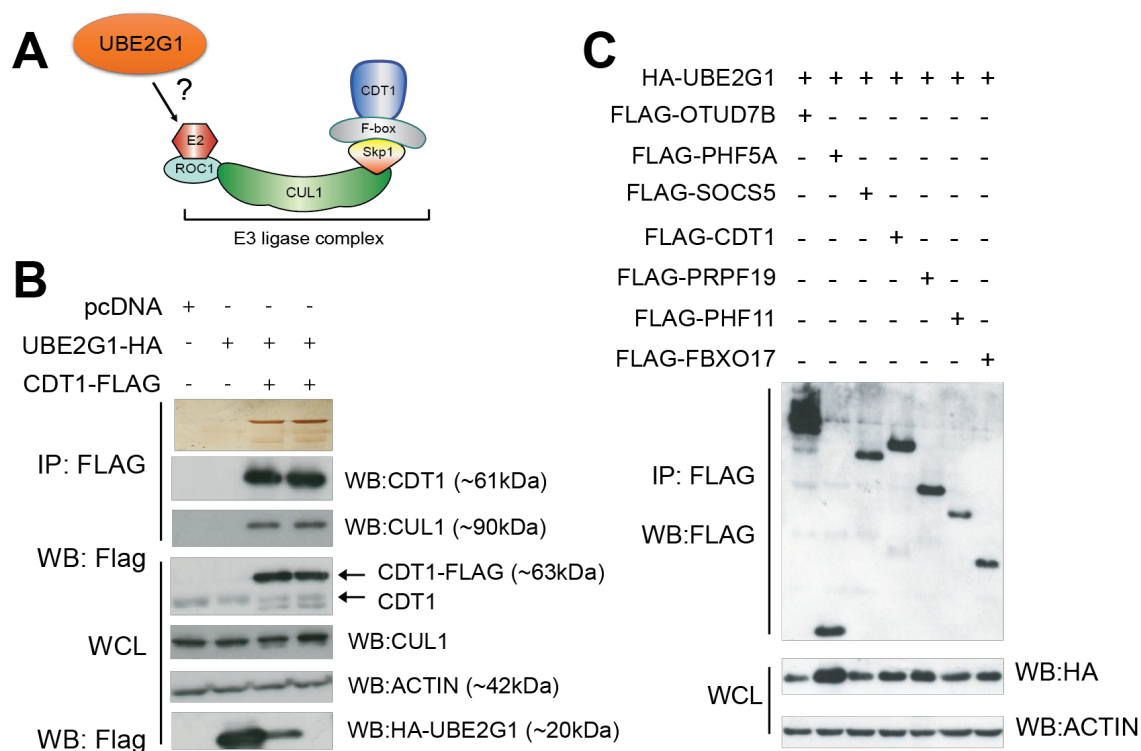 A
UBE2G1
?
E2
ROC1
CUL1
CDT1
F-box
Skp1
E3 ligase complex
B
pcDNA + - - -
UBE2G1-HA - + + +
CDT1-FLAG - - + +
IP: FLAG
WB:CDT1 (~61kDa)
WB:CUL1 (~90kDa)
WB: Flag
CDT1-FLAG (~63kDa)
CDT1
WCL
WB:CUL1
WB:ACTIN (~42kDa)
WB: Flag
WB:HA-UBE2G1 (~20kDa)
C
HA-UBE2G1 + + + + + + +
FLAG-OTUD7B + - - - - - -
FLAG-PHF5A - + - - - - -
FLAG-SOCS5 - - + - - - -
FLAG-CDT1 - - - + - - -
FLAG-PRPF19 - - - - + - -
FLAG-PHF11 - - - - - + -
FLAG-FBXO17 - - - - - - +
IP: FLAG
WB:FLAG
WCL
WB:HA
WB:ACTIN